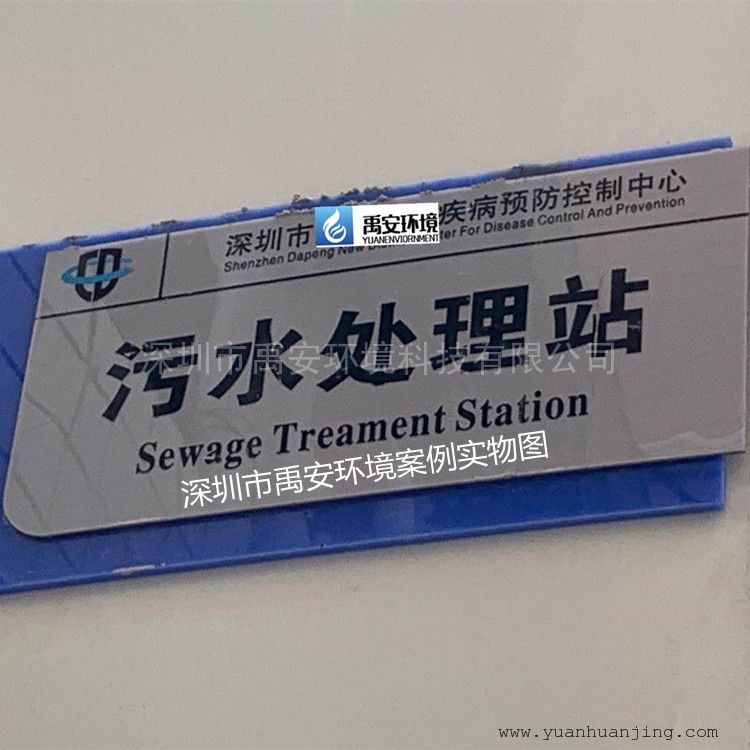 CDC
深圳市 疾病预防控制中心
Shenzhen Dapeng New ter For Disease Control And Prevention
禹安环境
YUANENVIORNMENT
污水处理站
深圳市禹安环境科技有限公司
Sewage Treament Station
深圳市禹安环境案例实物图
www.yuanhuanjing.com